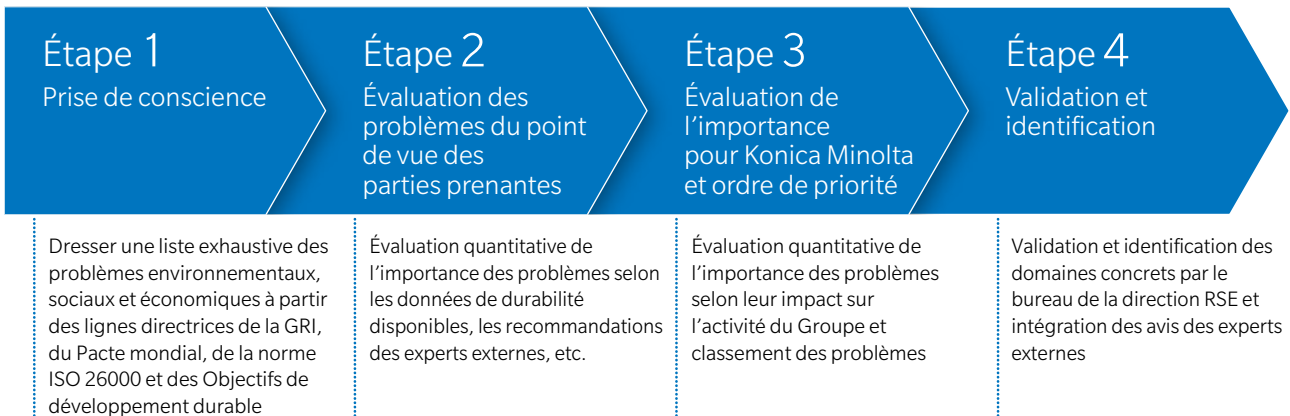 Étape 1
Prise de conscience
Dresser une liste exhaustive des
problèmes environnementaux,
sociaux et économiques à partir
des lignes directrices de la GRI,
du Pacte mondial, de la norme
ISO 26000 et des Objectifs de
développement durable
Étape 2
Évaluation des
problèmes du point
de vue des
parties prenantes
Évaluation quantitative de
l’importance des problèmes selon
les données de durabilité
disponibles, les recommandations
des experts externes, etc.
Étape 3
Évaluation de
l’importance
pour Konica Minolta
et ordre de priorité
Évaluation quantitative de
l’importance des problèmes
selon leur impact sur
l’activité du Groupe et
classement des problèmes
Étape 4
Validation et
identification
Validation et identification des
domaines concrets par le
bureau de la direction RSE et
intégration des avis des experts
externes